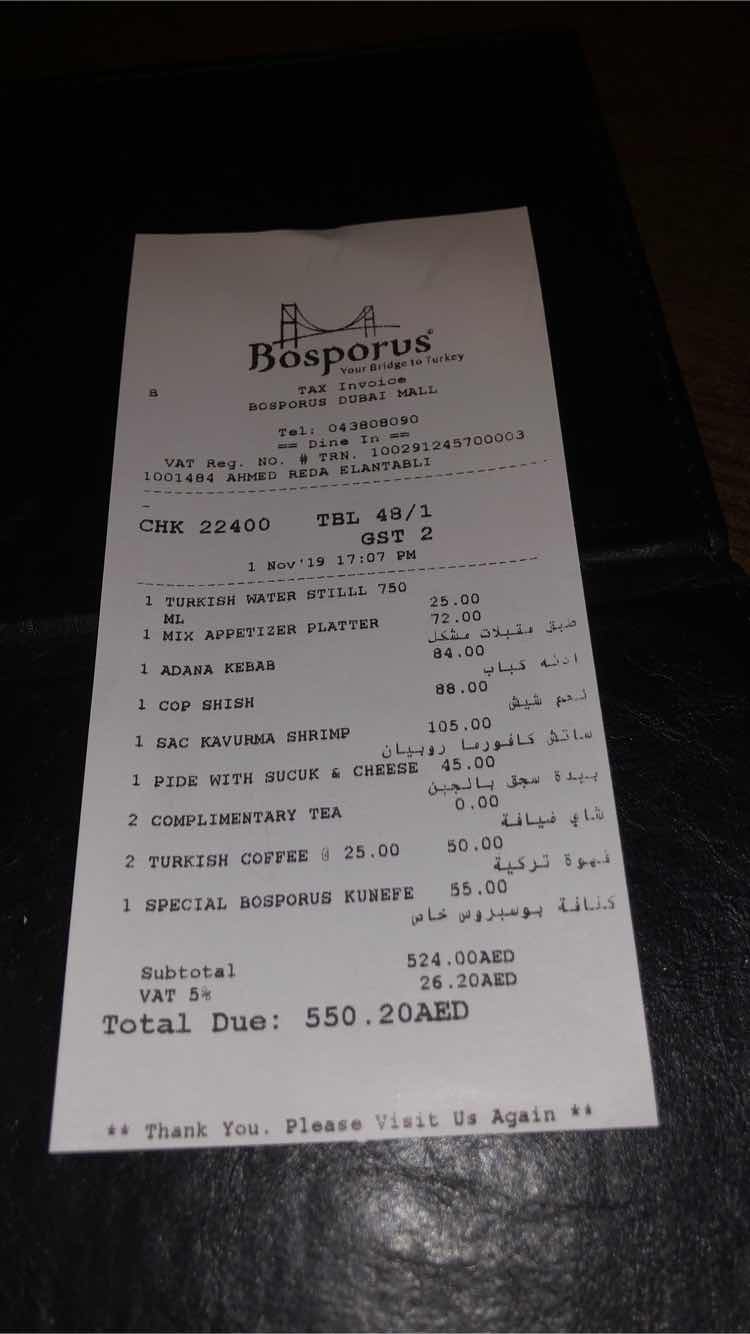 Bosporus
Your Bridge to Turkey
TAX Invoice
8 BOSPORUS DUBAI MALL
Tel: 043808090
== Dine In ==
VAT Reg. NO. # TRN. 100291245700003
1001484 AHMED REDA ELANTABLI
CHK 22400 TBL 48/1
GST 2
1 Nov'19 17:07 PM
1 TURKISH WATER STILLL 750
ML 25.00
1 MIX APPETIZER PLATTER 72.00
طبق مقبلات مشكل
1 ADANA KEBAB 84.00
ادنه كباب
1 COP SHISH 88.00
لحم شيش
1 SAC KAVURMA SHRIMP 105.00
ساتش كافورما روبيان
1 PIDE WITH SUCUK & CHEESE 45.00
بيدة سجق بالجبن
2 COMPLIMENTARY TEA 0.00
شاي ضيافة
2 TURKISH COFFEE @ 25.00 50.00
قهوة تركية
1 SPECIAL BOSPORUS KUNEFE 55.00
كنافة بوسبروس خاص
Subtotal 524.00AED
VAT 5% 26.20AED
Total Due: 550.20AED
** Thank You. Please Visit Us Again **